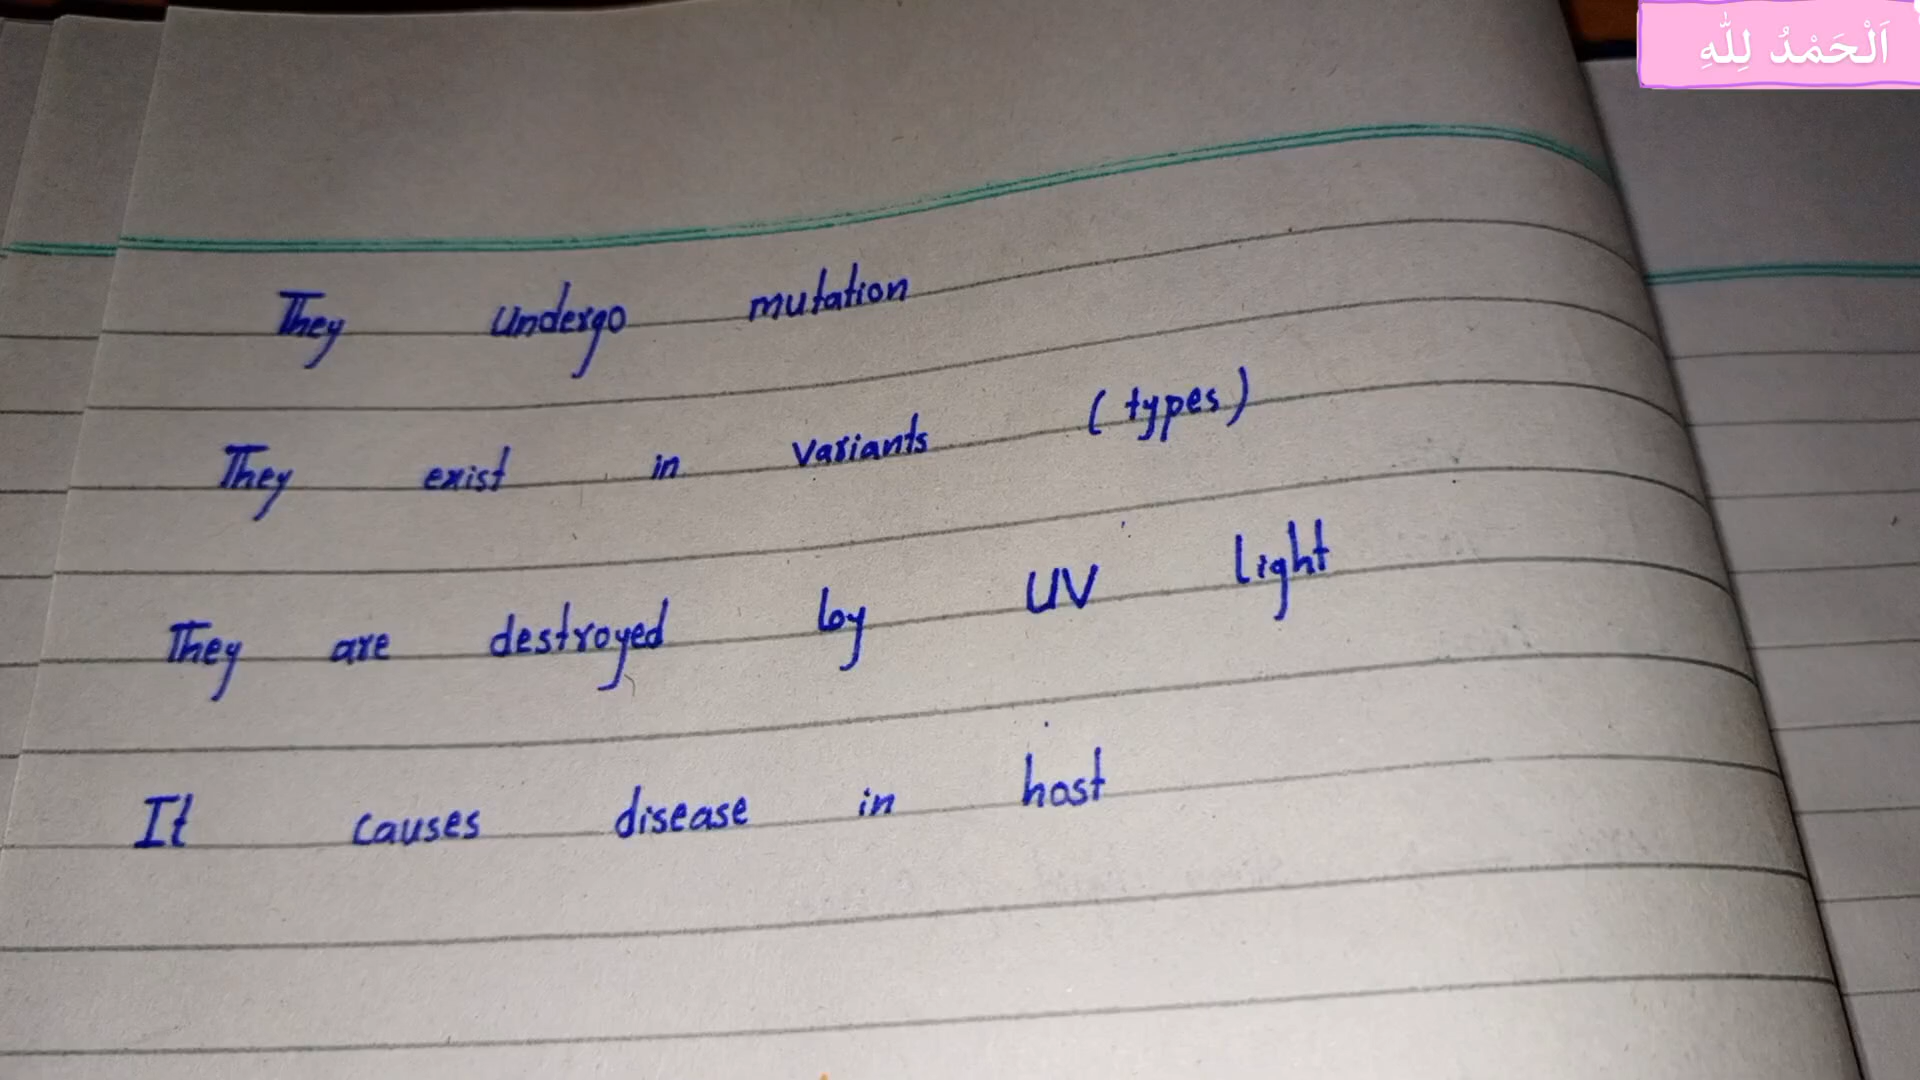 اَلْحَمْدُ لِلّٰهِ
They undergo mutation
They exist in variants (types)
They are destroyed by UV light
It causes disease in host